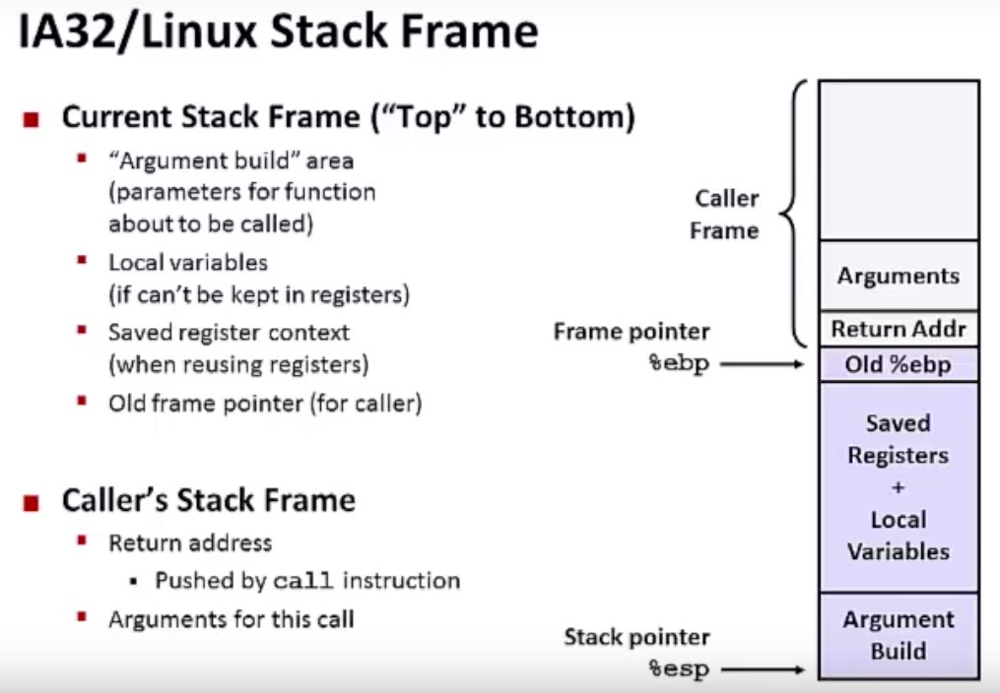 IA32/Linux Stack Frame
Current Stack Frame (“Top” to Bottom)
“Argument build” area
(parameters for function
about to be called)
Local variables
(if can’t be kept in registers)
Saved register context
(when reusing registers)
Old frame pointer (for caller)
Caller’s Stack Frame
Return address
Pushed by call instruction
Arguments for this call
Caller
Frame
Frame pointer
%ebp
Stack pointer
%esp
Arguments
Return Addr
Old %ebp
Saved
Registers
+
Local
Variables
Argument
Build